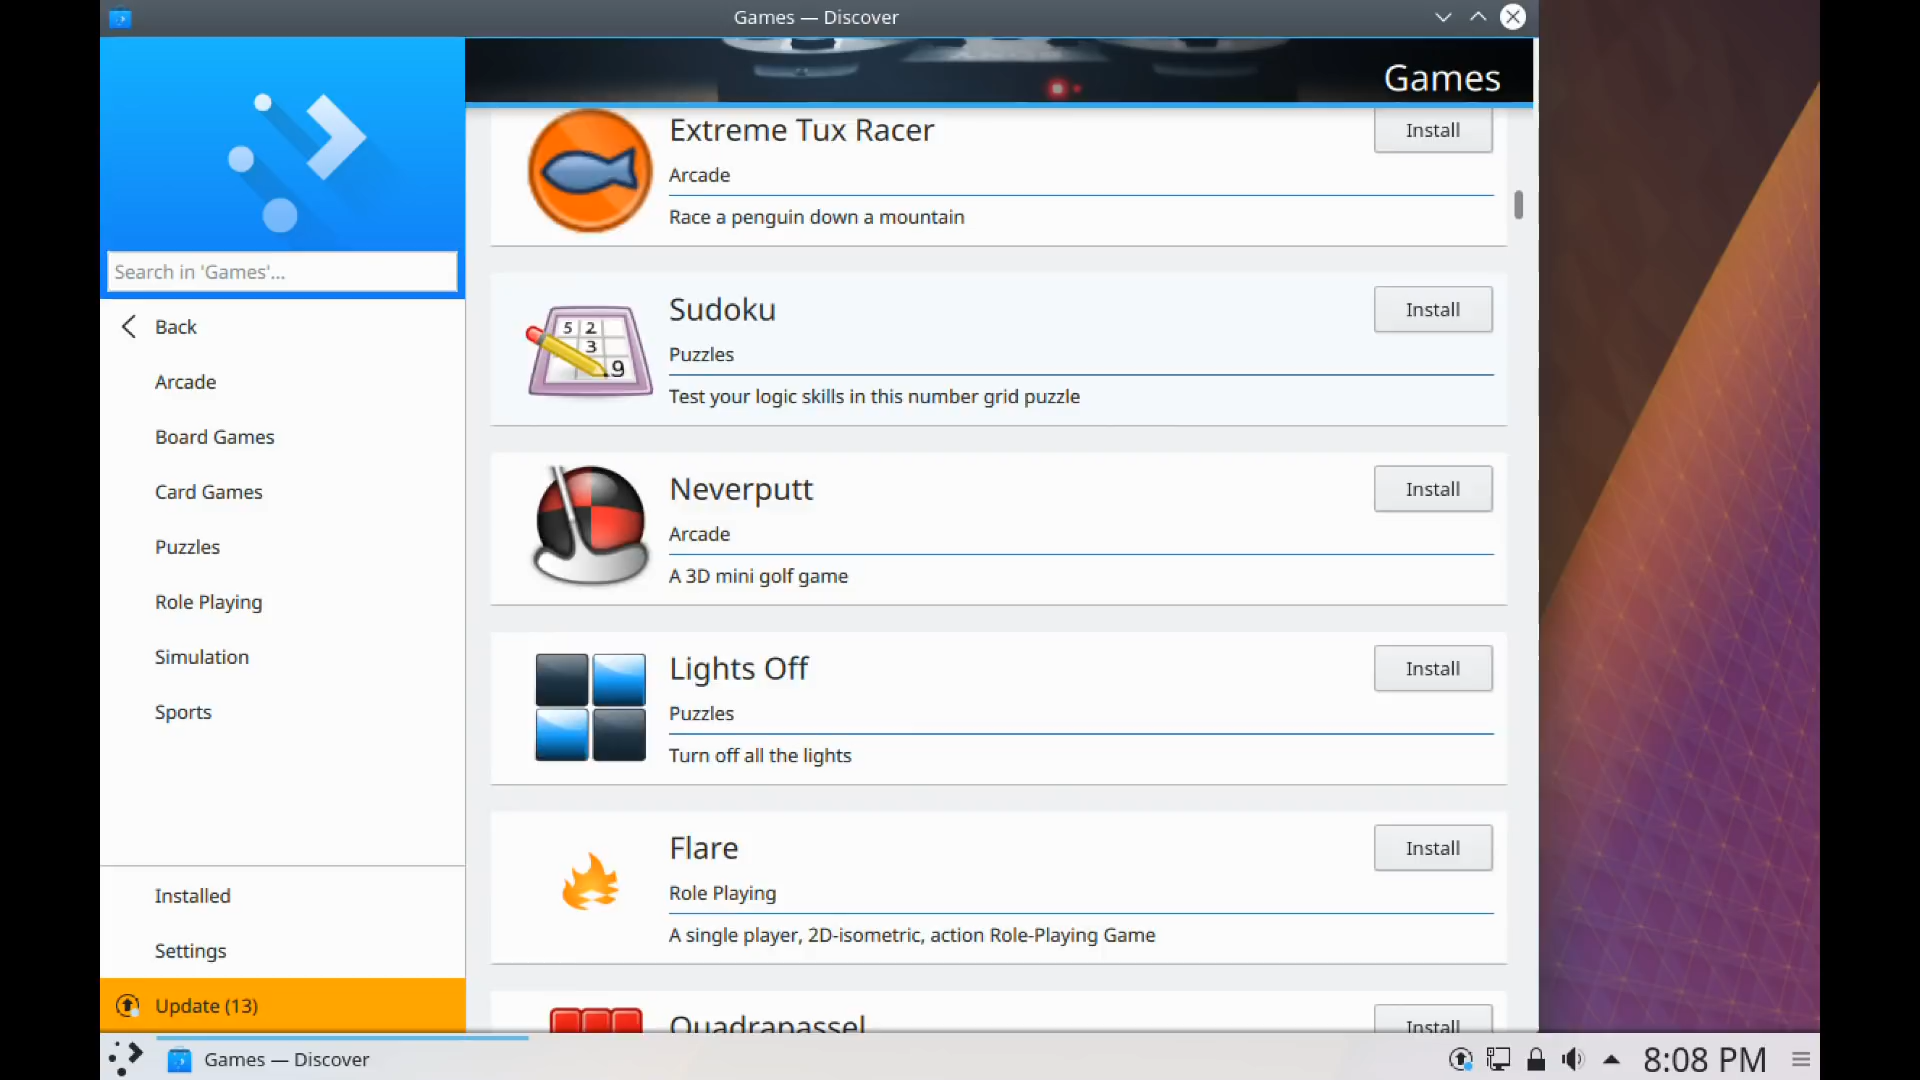 Games — Discover
Games
Search in 'Games'...
Back
Arcade
Board Games
Card Games
Puzzles
Role Playing
Simulation
Sports
Installed
Settings
Update (13)
Extreme Tux Racer
Install
Arcade
Race a penguin down a mountain
Sudoku
Install
Puzzles
Test your logic skills in this number grid puzzle
5 2
3
9
Neverputt
Install
Arcade
A 3D mini golf game
Lights Off
Install
Puzzles
Turn off all the lights
Flare
Install
Role Playing
A single player, 2D-isometric, action Role-Playing Game
Quadrapassel
Install
Games — Discover
8:08 PM